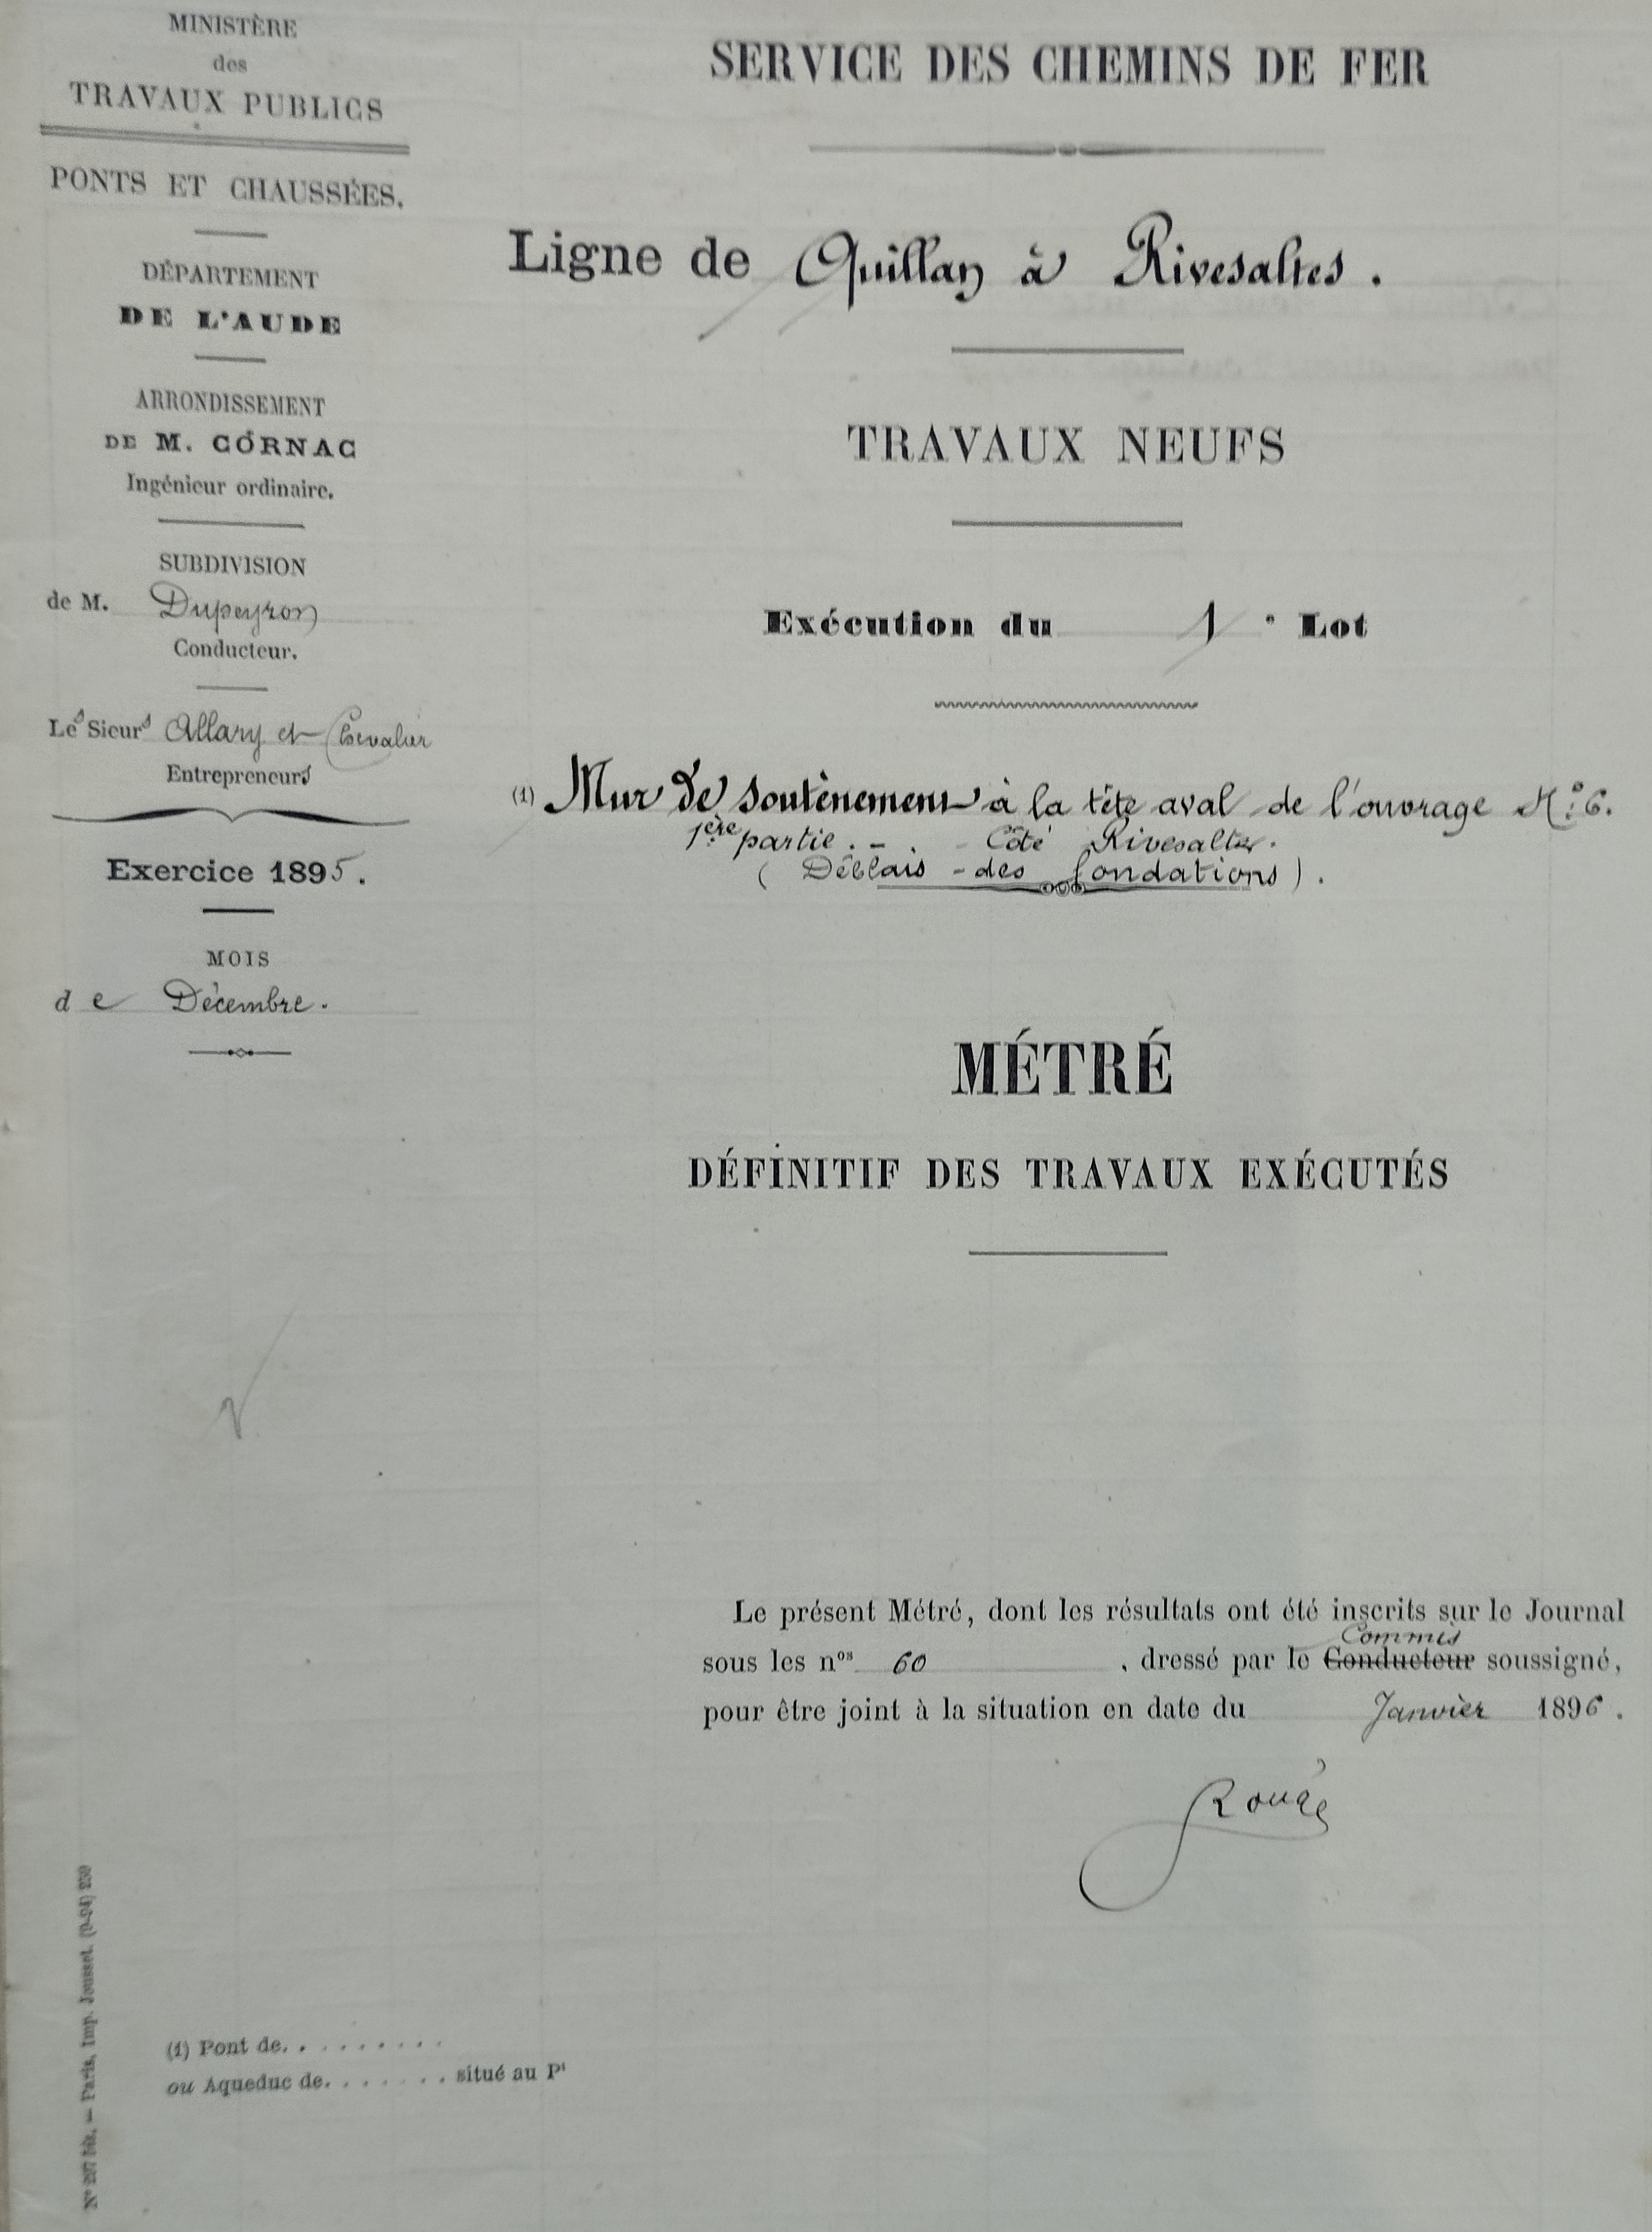 MINISTÈRE
des
TRAVAUX PUBLICS
PONTS ET CHAUSSÉES.
DÉPARTEMENT
DE L'AUDE
ARRONDISSEMENT
DE M. CORNAC
Ingénieur ordinaire.
SUBDIVISION
de M. Dupeyron
Conducteur.
Les Sieurs Allary et Chevalier
Entrepreneurs
Exercice 1895.
MOIS
de Décembre.
SERVICE DES CHEMINS DE FER
Ligne de Quillan à Rivesaltes.
TRAVAUX NEUFS
Exécution du 1e Lot
(1) Mur de Soutènement à la tête aval de l'ouvrage N:o 6.
1ère partie. - . - Côté Rivesaltes.
( Déblais - des fondations ).
MÉTRÉ
DÉFINITIF DES TRAVAUX EXÉCUTÉS
Le présent Métré, dont les résultats ont été inscrits sur le Journal
Commis
sous les nos 60 , dressé par le Conducteur soussigné,
pour être joint à la situation en date du Janvier 1896.
(1) Pont de. . . . . . . . .
ou Aqueduc de. . . . . . . situé au Pt
N° 297 bis. — Paris, Imp. Jousset. (9-94) 230